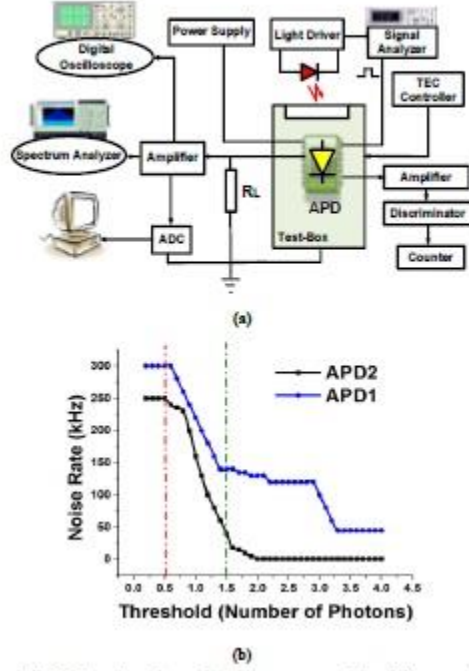 (a)
Digital
Oscilloscope
Power Supply
Light Driver
Signal
Analyzer
TEC
Controller
Spectrum Analyzer
Amplifier
RL
APD
Amplifier
Discriminator
Counter
ADC
Test-Box
(a)
APD2
APD1
Noise Rate (kHz)
300
250
200
150
100
50
0
0.0 0.5 1.0 1.5 2.0 2.5 3.0 3.5 4.0 4.5
Threshold (Number of Photons)
(b)